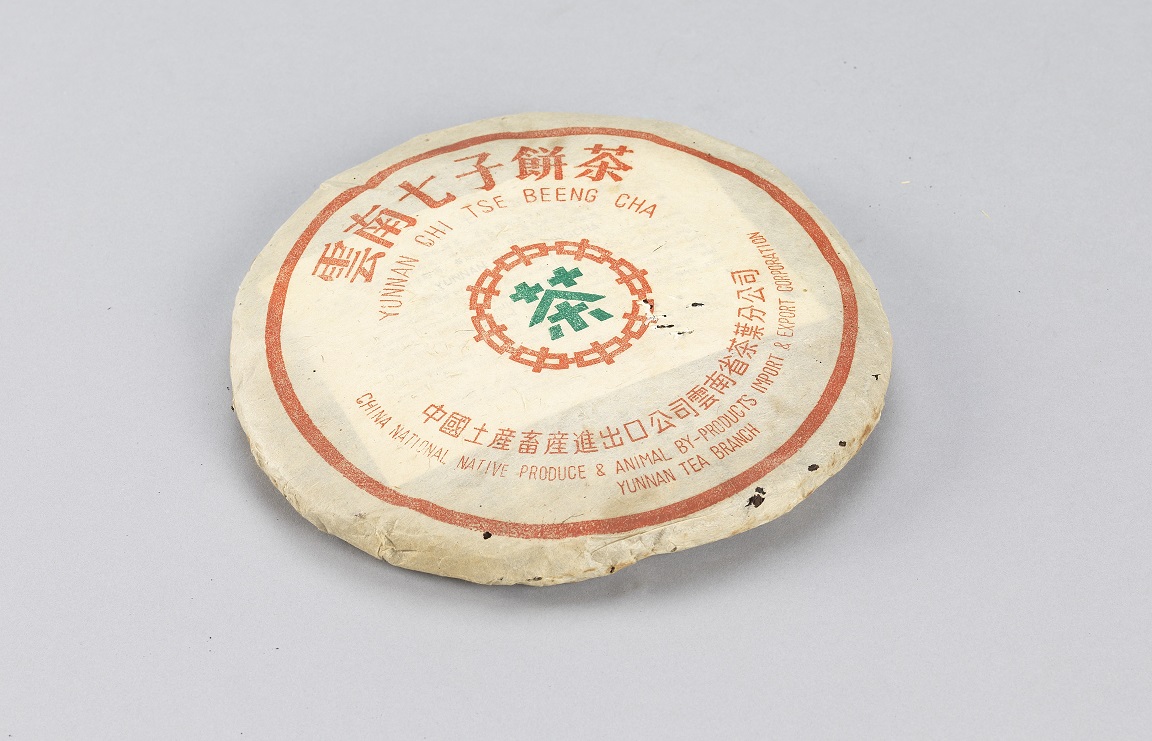 雲南七子餅茶
YUNNAN CHI TSE BEENG CHA
茶
中國土産畜産進出口公司雲南省茶葉分公司
CHINA NATIONAL NATIVE PRODUCE & ANIMAL BY-PRODUCTS IMPORT & EXPORT CORPORATION
YUNNAN TEA BRANCH